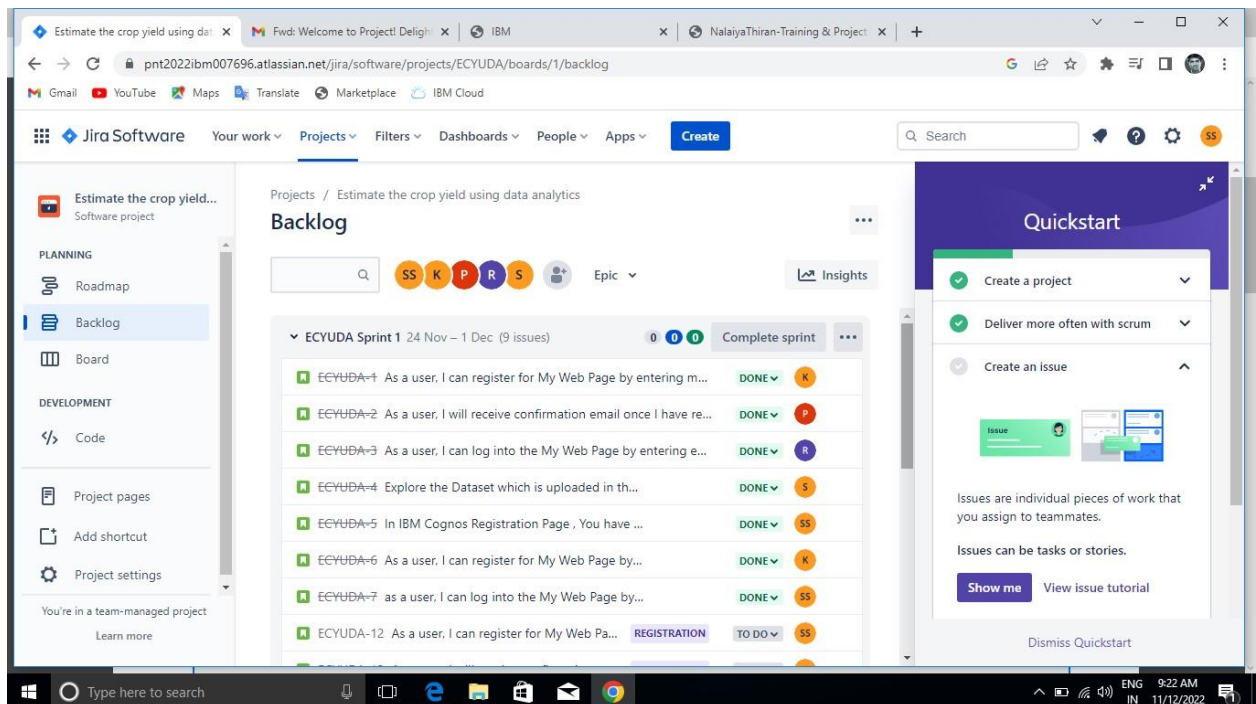 Estimate the crop yield using dat
Fwd: Welcome to Project! Deligh
IBM
NalaiyaThiran-Training & Project
pnt2022ibm007696.atlassian.net/jira/software/projects/ECYUDA/boards/1/backlog
Gmail YouTube Maps Translate Marketplace IBM Cloud
Jira Software Your work Projects Filters Dashboards People Apps Create Search SS
Estimate the crop yield...
Software project
PLANNING
Roadmap
Backlog
Board
DEVELOPMENT
Code
Project pages
Add shortcut
Project settings
You're in a team-managed project
Learn more
Projects / Estimate the crop yield using data analytics
Backlog
SS K P R S Epic Insights
ECYUDA Sprint 1 24 Nov – 1 Dec (9 issues) 0 0 0 Complete sprint
ECYUDA-1 As a user, I can register for My Web Page by entering m... DONE K
ECYUDA-2 As a user, I will receive confirmation email once I have re... DONE P
ECYUDA-3 As a user, I can log into the My Web Page by entering e... DONE R
ECYUDA-4 Explore the Dataset which is uploaded in th... DONE S
ECYUDA-5 In IBM Cognos Registration Page , You have ... DONE SS
ECYUDA-6 As a user, I can register for My Web Page by... DONE K
ECYUDA-7 as a user, I can log into the My Web Page by... DONE SS
ECYUDA-12 As a user, I can register for My Web Pa... REGISTRATION TO DO SS
Quickstart
Create a project
Deliver more often with scrum
Create an issue
Issue
Issues are individual pieces of work that
you assign to teammates.
Issues can be tasks or stories.
Show me View issue tutorial
Dismiss Quickstart
Type here to search
ENG
IN
9:22 AM
11/12/2022